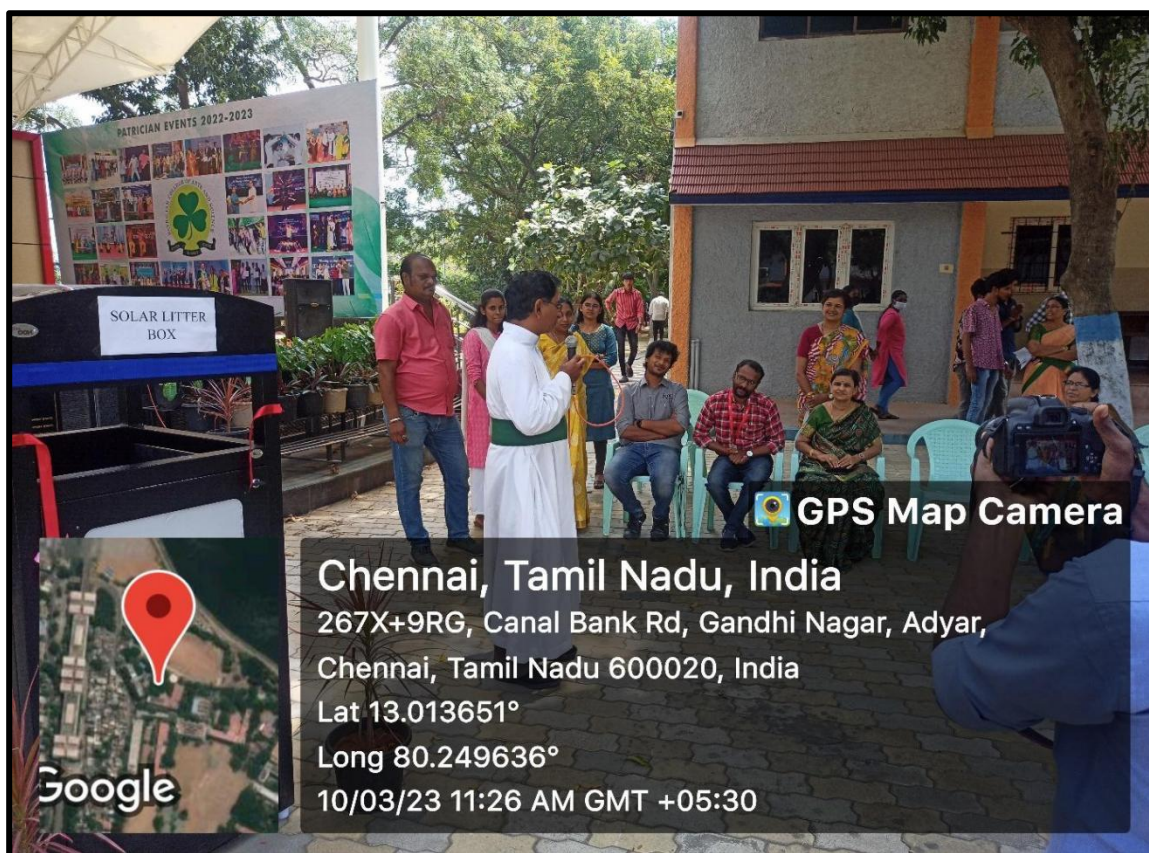 PATRICIAN EVENTS 2022-2023
SOLAR LITTER
BOX
GPS Map Camera
Chennai, Tamil Nadu, India
267X+9RG, Canal Bank Rd, Gandhi Nagar, Adyar,
Chennai, Tamil Nadu 600020, India
Lat 13.013651°
Long 80.249636°
10/03/23 11:26 AM GMT +05:30
Google